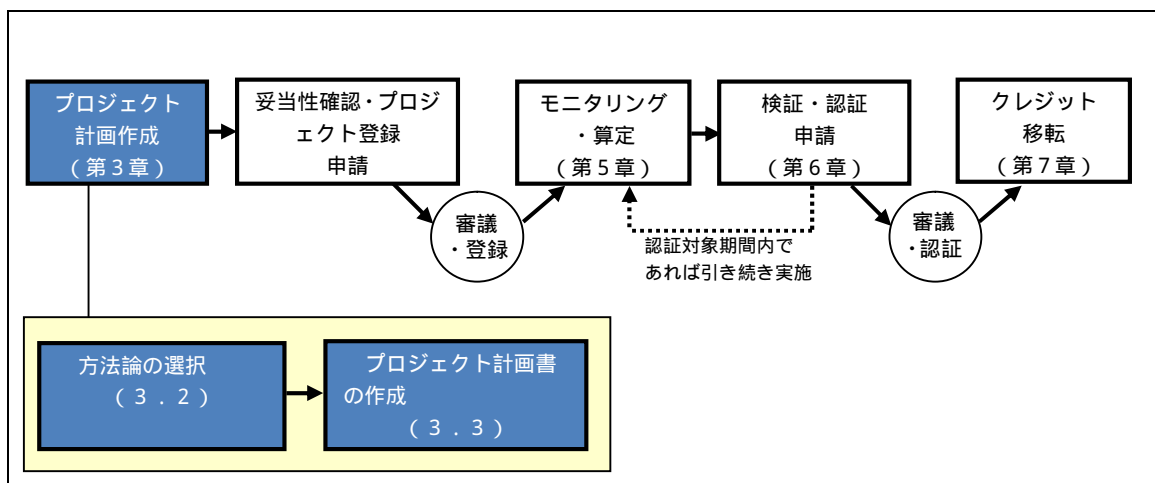 プロジェクト
計画作成
(第3章)
妥当性確認・プロジ
ェクト登録
申請
審議
・登録
モニタリング
・算定
(第5章)
検証・認証
申請
(第6章)
認証対象期間内で
あれば引き続き実施
審議
・認証
クレジット
移転
(第7章)
方法論の選択
(3.2)
プロジェクト計画書
の作成
(3.3)